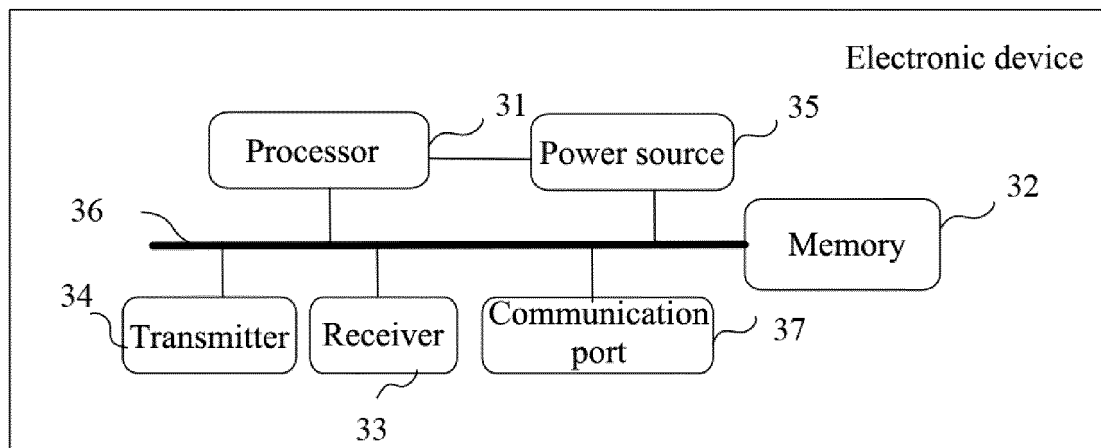 Electronic device
31
35
Processor
Power source
32
36
Memory
34
Transmitter
Receiver
Communication
port
37
33